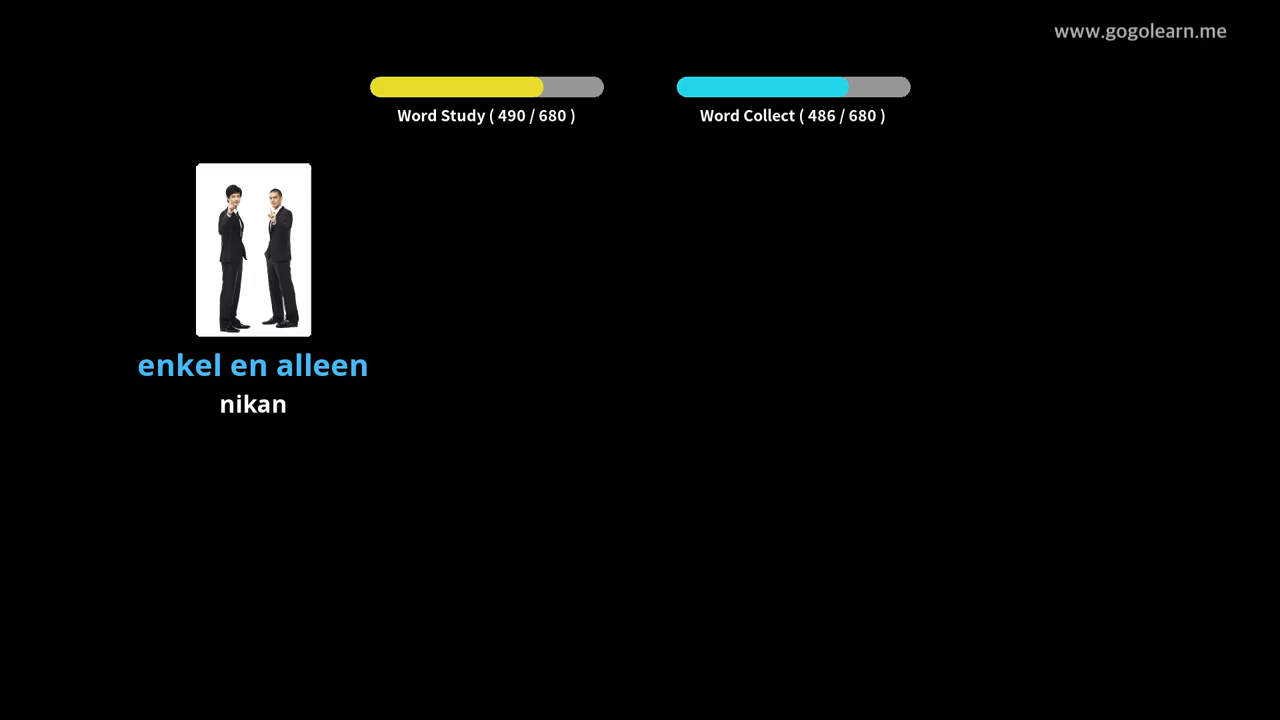 www.gogolearn.me
Word Study ( 490 / 680 )
Word Collect ( 486 / 680 )
enkel en alleen
nikan